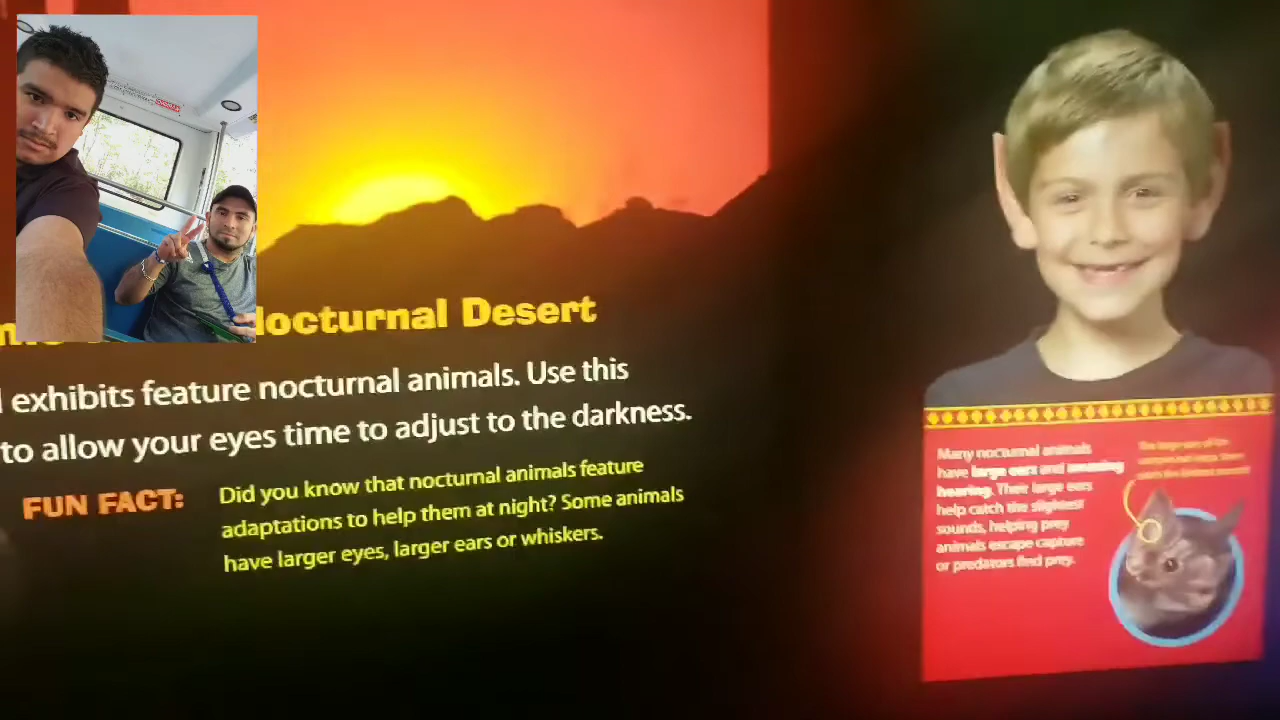 Nocturnal Desert
exhibits feature nocturnal animals. Use this
to allow your eyes time to adjust to the darkness.
FUN FACT:
Did you know that nocturnal animals feature
adaptations to help them at night? Some animals
have larger eyes, larger ears or whiskers.
Many nocturnal animals
have large ears and amazing
hearing. Their large ears
help catch the slightest
sounds, helping prey
animals escape capture
or predators find prey.